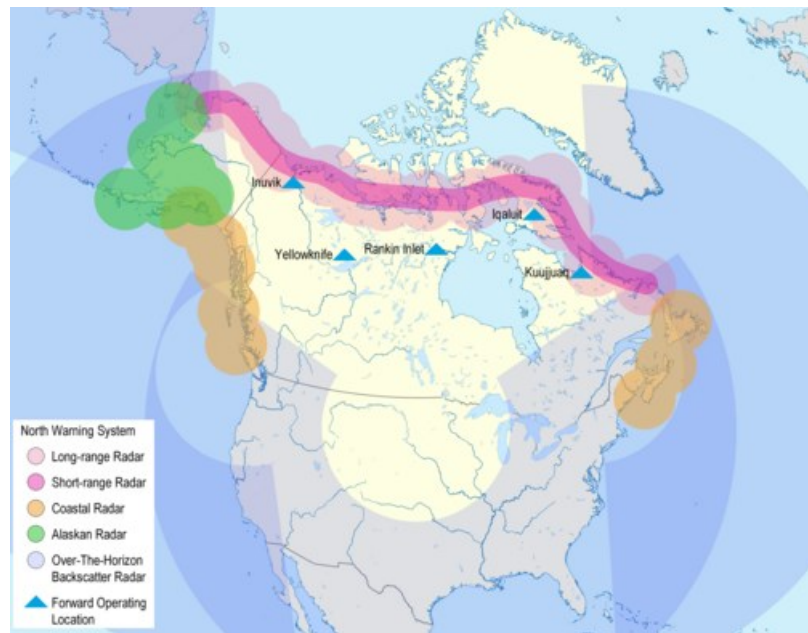 Inuvik
Iqaluit
Yellowknife
Rankin Inlet
Kuujjuaq
North Warning System
Long-range Radar
Short-range Radar
Coastal Radar
Alaskan Radar
Over-The-Horizon
Backscatter Radar
Forward Operating
Location